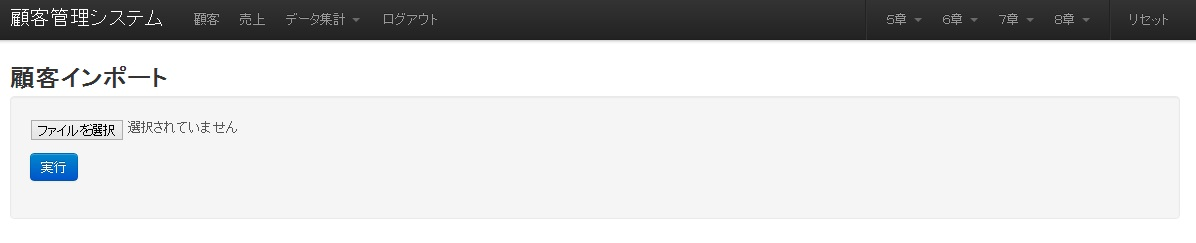 顧客管理システム 顧客 売上 データ集計 ログアウト 5章 6章 7章 8章 リセット
顧客インポート
ファイルを選択 選択されていません
実行